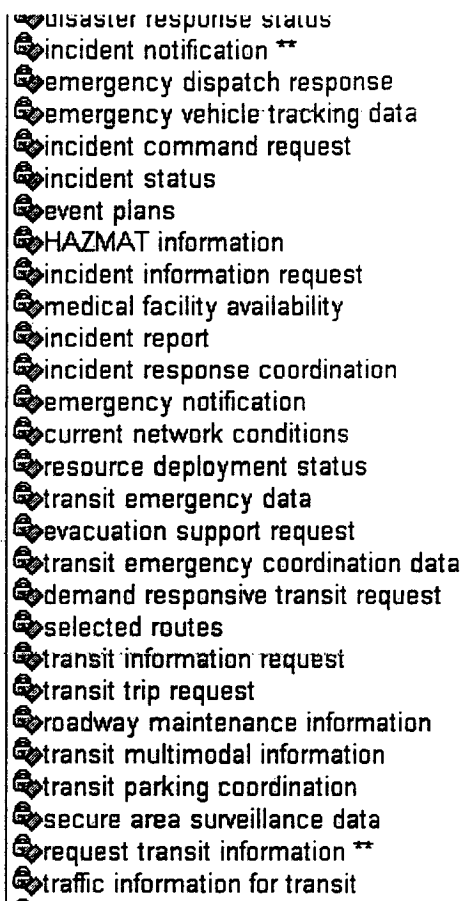 disaster response status
incident notification **
emergency dispatch response
emergency vehicle tracking data
incident command request
incident status
event plans
HAZMAT information
incident information request
medical facility availability
incident report
incident response coordination
emergency notification
current network conditions
resource deployment status
transit emergency data
evacuation support request
transit emergency coordination data
demand responsive transit request
selected routes
transit information request
transit trip request
roadway maintenance information
transit multimodal information
transit parking coordination
secure area surveillance data
request transit information **
traffic information for transit